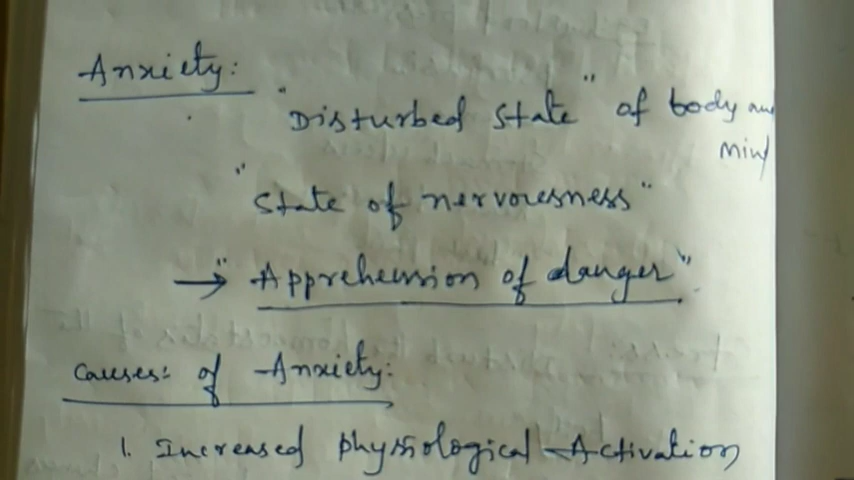 Anxiety:
"Disturbed state" of body and
mind
"State of nervousness"
→ "Apprehension of danger"
Causes: of Anxiety:
1. Increased physiological Activation